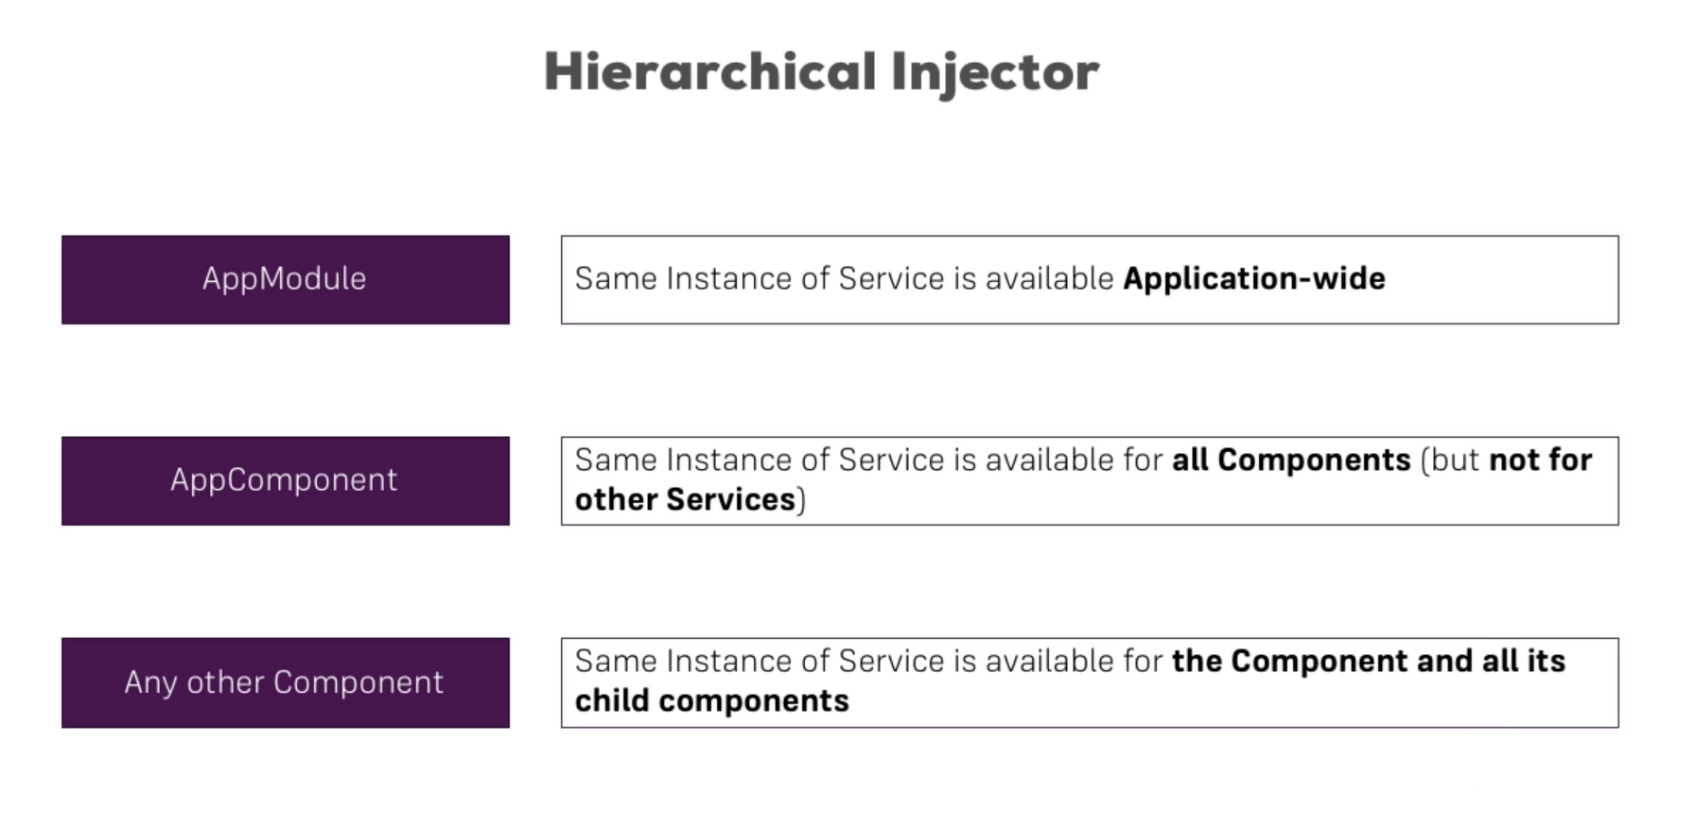 Hierarchical Injector
AppModule
Same Instance of Service is available Application-wide
AppComponent
Same Instance of Service is available for all Components (but not for
other Services)
Any other Component
Same Instance of Service is available for the Component and all its
child components